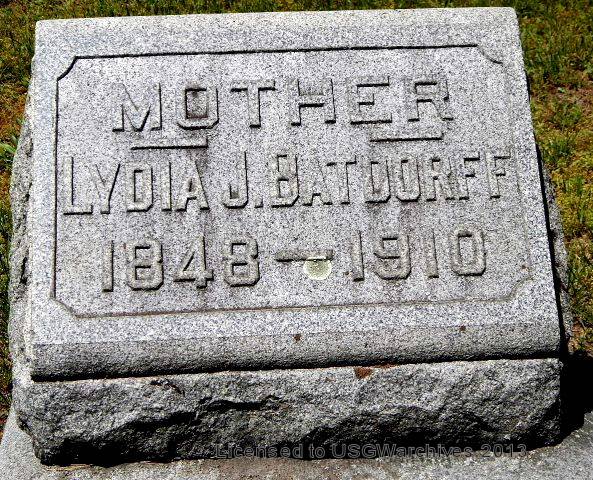 MOTHER
LYDIA J. BATDORFF
1848 — 1910
Licensed to USGWarchives 2013